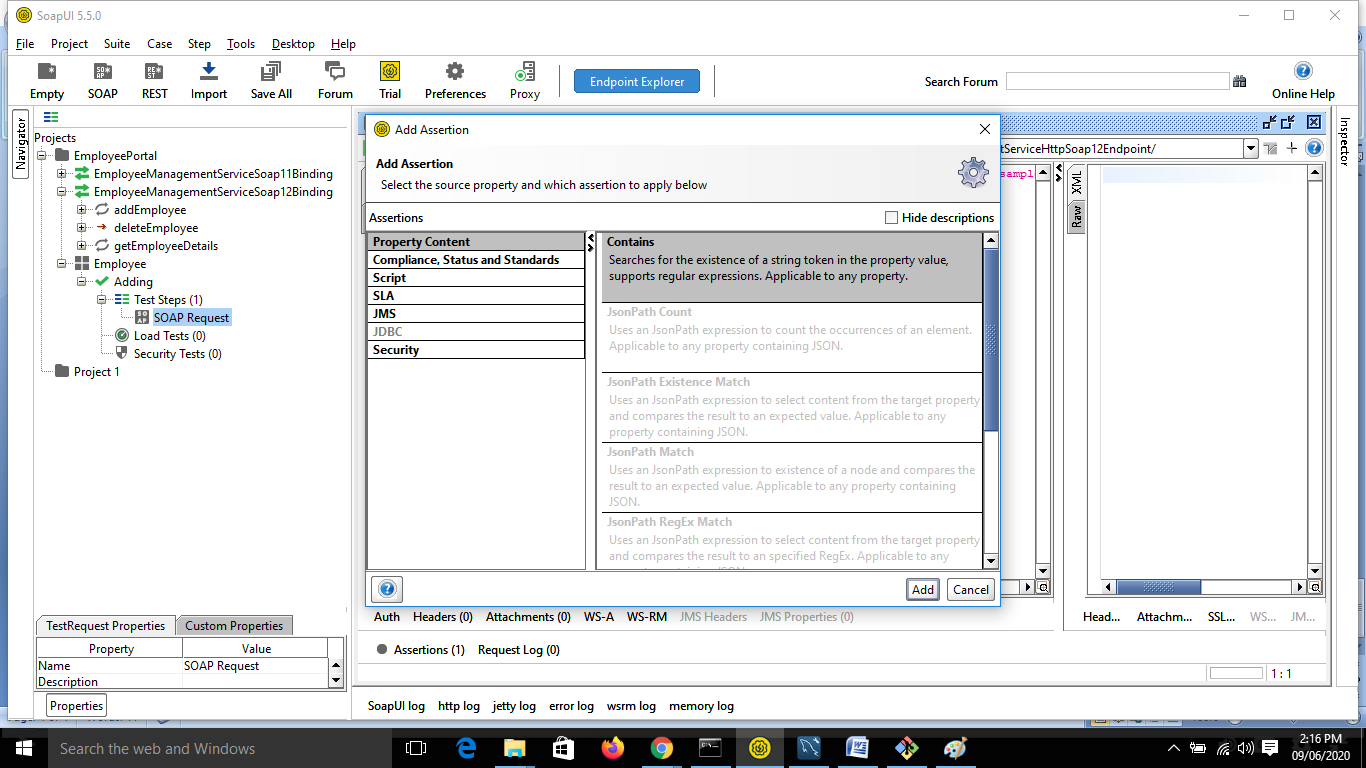 SoapUI 5.5.0
File Project Suite Case Step Tools Desktop Help
Empty SOAP REST Import Save All Forum Trial Preferences Proxy Endpoint Explorer Search Forum Online Help
Navigator
Projects
EmployeePortal
EmployeeManagementServiceSoap11Binding
EmployeeManagementServiceSoap12Binding
addEmployee
deleteEmployee
getEmployeeDetails
Employee
Adding
Test Steps (1)
SOAP Request
Load Tests (0)
Security Tests (0)
Project 1
TestRequest Properties Custom Properties
Property Value
Name SOAP Request
Description
Properties
Add Assertion
Add Assertion
Select the source property and which assertion to apply below
Assertions Hide descriptions
Property Content
Compliance, Status and Standards
Script
SLA
JMS
JDBC
Security
Contains
Searches for the existence of a string token in the property value,
supports regular expressions. Applicable to any property.
JsonPath Count
Uses an JsonPath expression to count the occurrences of an element.
Applicable to any property containing JSON.
JsonPath Existence Match
Uses an JsonPath expression to select content from the target property
and compares the result to an expected value. Applicable to any
property containing JSON.
JsonPath Match
Uses an JsonPath expression to existence of a node and compares the
result to an expected value. Applicable to any property containing
JSON.
JsonPath RegEx Match
Uses an JsonPath expression to select content from the target property
and compares the result to an specified RegEx. Applicable to any
Add Cancel
tServiceHttpSoap12Endpoint/
sampl
XML
Raw
Inspector
Auth Headers (0) Attachments (0) WS-A WS-RM JMS Headers JMS Properties (0)
Head... Attachm... SSL... WS... JM...
Assertions (1) Request Log (0)
1 : 1
SoapUI log http log jetty log error log wsrm log memory log
Search the web and Windows
2:16 PM
09/06/2020